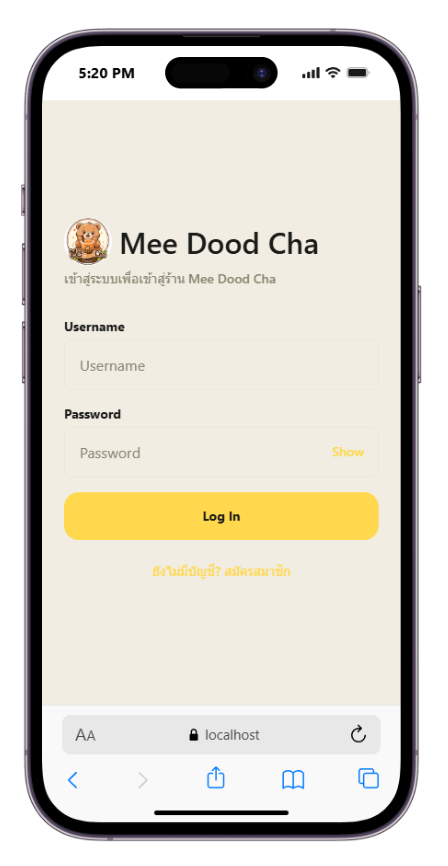 5:20 PM
Mee Dood Cha
เข้าสู่ระบบเพื่อเข้าสู่ร้าน Mee Dood Cha
Username
Username
Password
Password
Show
Log In
ยังไม่มีบัญชี? สมัครสมาชิก
AA
localhost